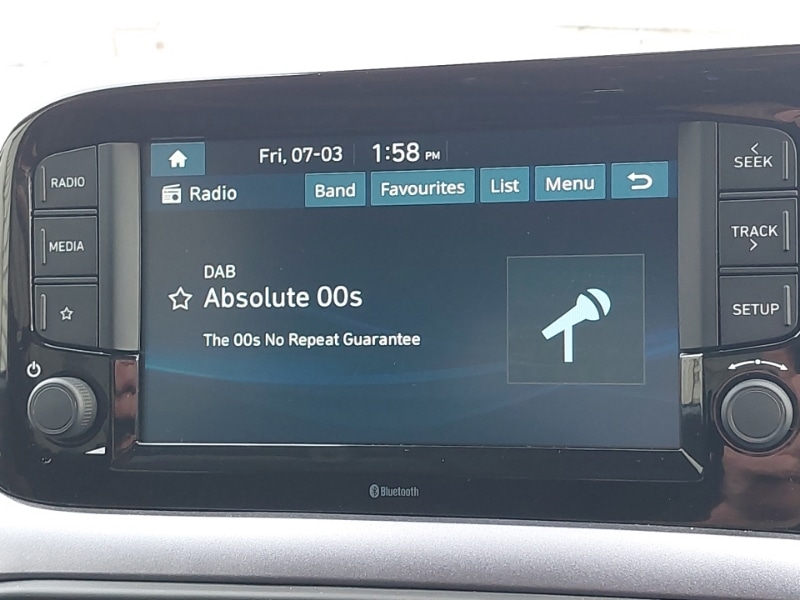 Fri, 07-03 1:58 PM
RADIO
Radio Band Favourites List Menu
< SEEK
MEDIA
TRACK >
DAB
Absolute 00s
The 00s No Repeat Guarantee
SETUP
Bluetooth